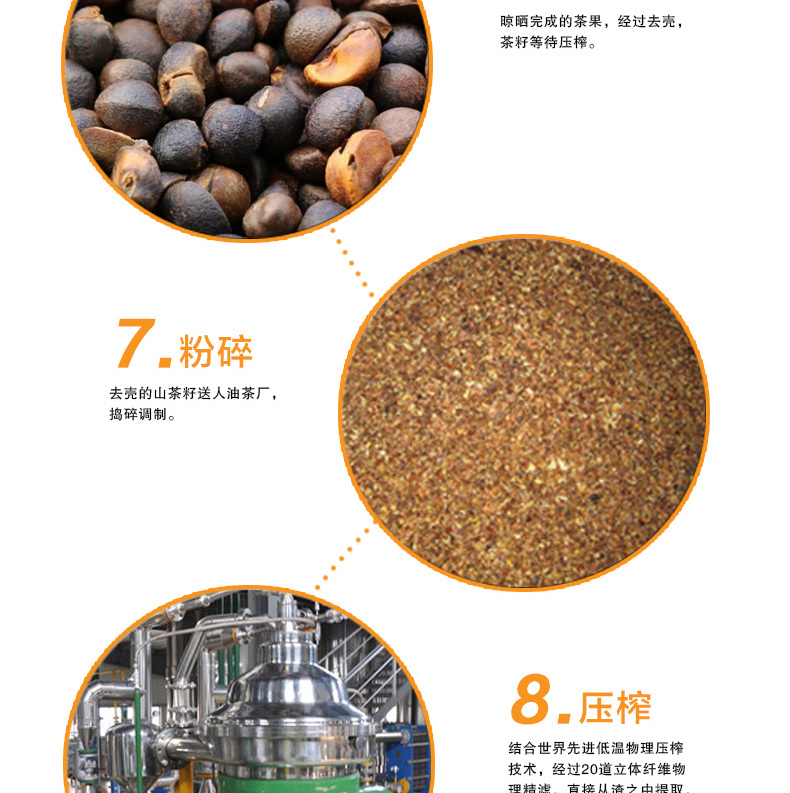 晾晒完成的茶果，经过去壳，
茶籽等待压榨。
7.粉碎
去壳的山茶籽送人油茶厂，
捣碎调制。
8.压榨
结合世界先进低温物理压榨
技术，经过20道立体纤维物
理精滤，直接从渣之中提取，